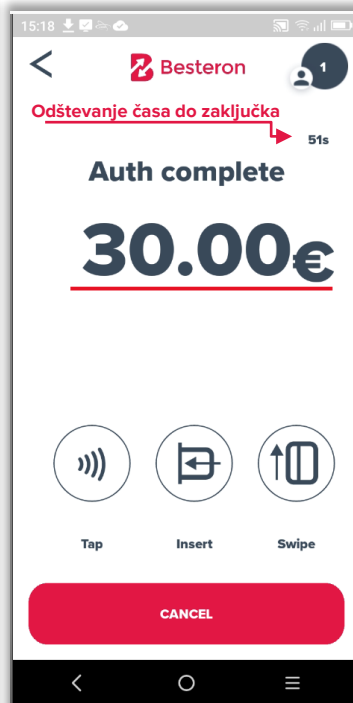 15:18
Besteron
1
Odštevanje časa do zaključka
51s
Auth complete
30.00€
Tap Insert Swipe
CANCEL